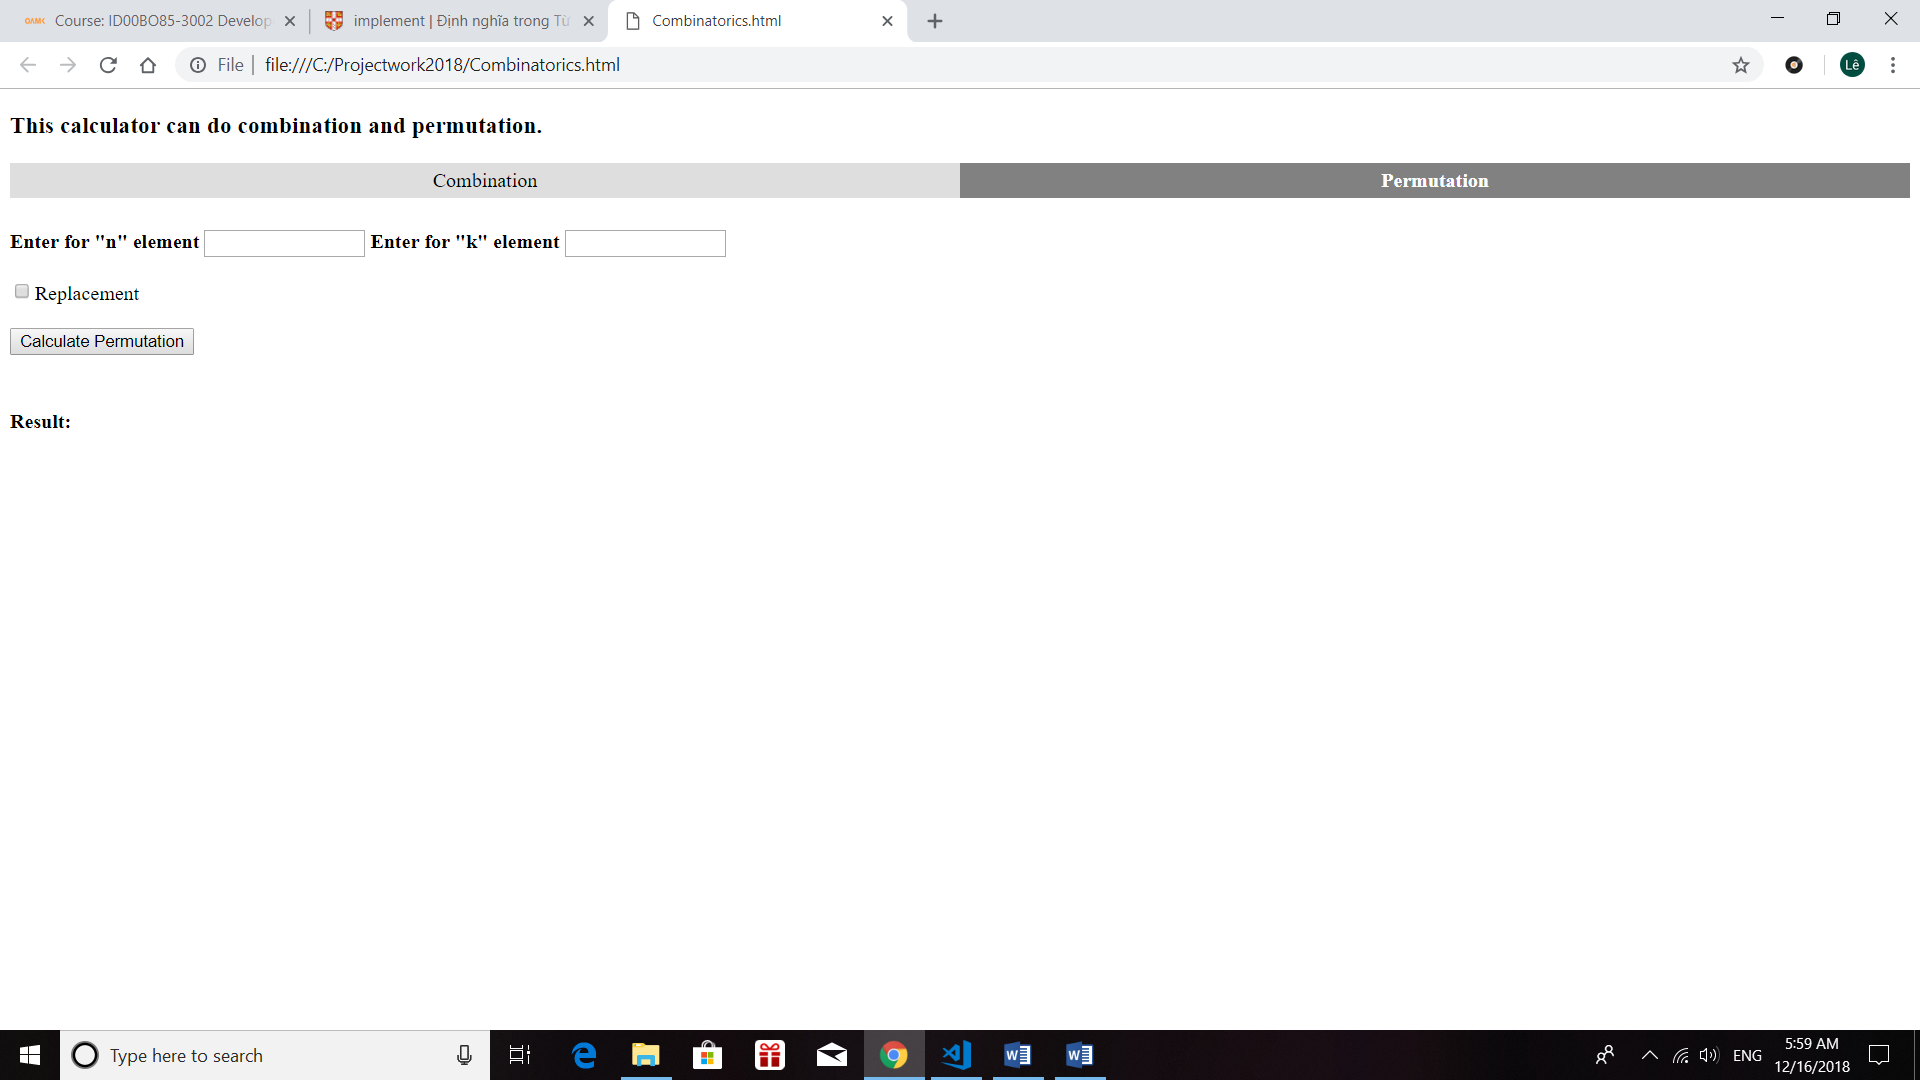 OAMK Course: ID00BO85-3002 Develop
implement | Định nghĩa trong Từ
Combinatorics.html
File | file:///C:/Projectwork2018/Combinatorics.html
Lê
This calculator can do combination and permutation.
Combination Permutation
Enter for "n" element Enter for "k" element
Replacement
Calculate Permutation
Result:
Type here to search
ENG
5:59 AM
12/16/2018